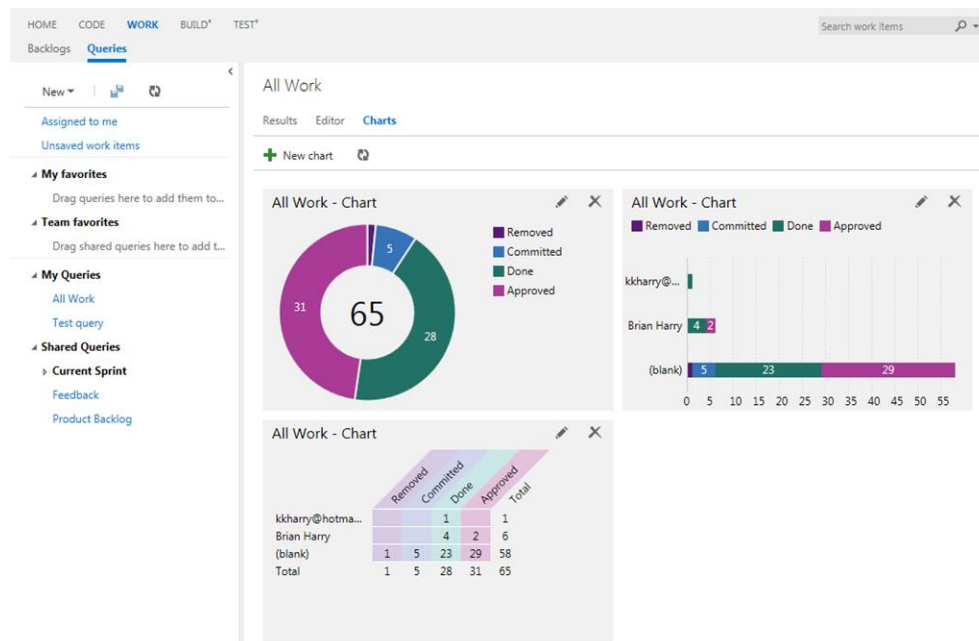 HOME CODE WORK BUILD* TEST*
Search work items
Backlogs Queries
New
Assigned to me
Unsaved work items
My favorites
Drag queries here to add them to...
Team favorites
Drag shared queries here to add t...
My Queries
All Work
Test query
Shared Queries
Current Sprint
Feedback
Product Backlog
All Work
Results Editor Charts
New chart
All Work - Chart
Removed
Committed
Done
Approved
5
31
65
28
All Work - Chart
Removed Committed Done Approved
kkharry@...
Brian Harry 4 2
(blank) 5 23 29
0 5 10 15 20 25 30 35 40 45 50 55
All Work - Chart
Removed Committed Done Approved Total
kkharry@hotma... 1 1
Brian Harry 4 2 6
(blank) 1 5 23 29 58
Total 1 5 28 31 65